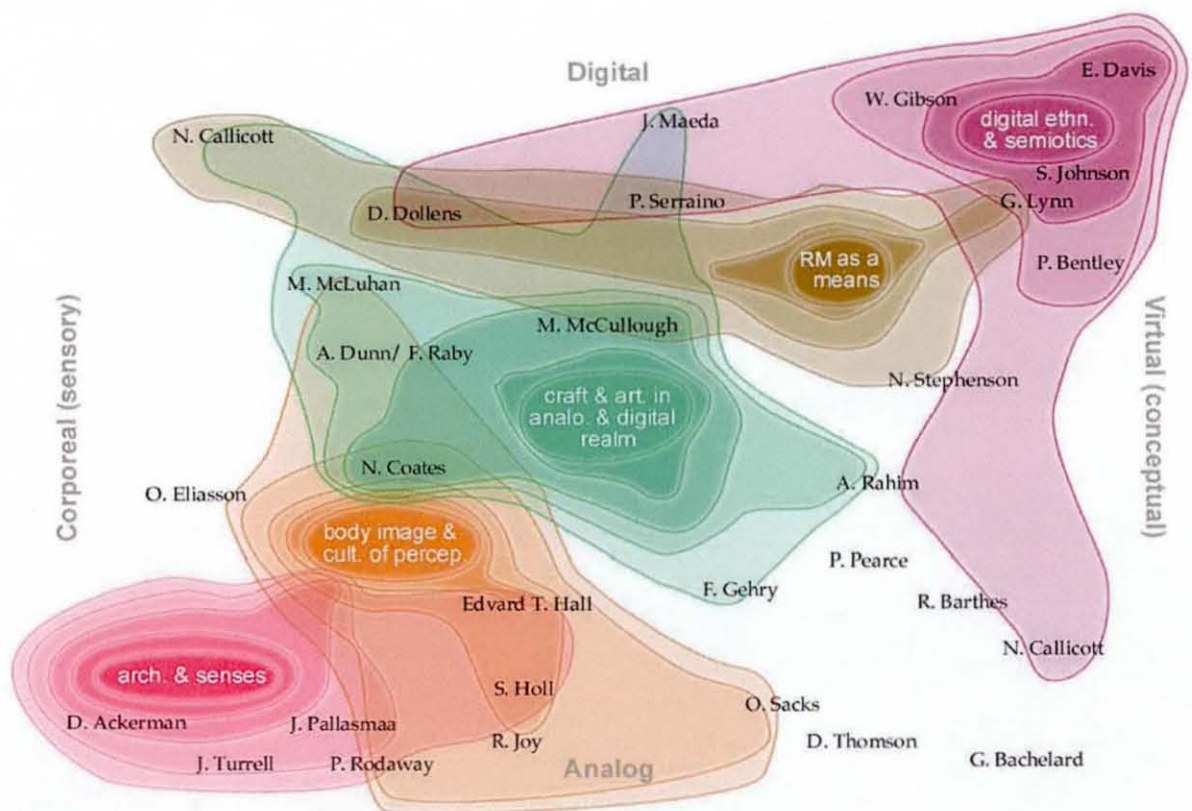 Digital
E. Davis
W. Gibson
digital ethn.
& semiotics
J. Maeda
N. Callicott
S. Johnson
P. Serraino
G. Lynn
D. Dollens
RM as a
means
P. Bentley
M. McLuhan
M. McCullough
A. Dunn/ F. Raby
N. Stephenson
Corporeal (sensory)
Virtual (conceptual)
craft & art. in
analo. & digital
realm
N. Coates
A. Rahim
O. Eliasson
body image &
cult. of percep.
P. Pearce
F. Gehry
Edvard T. Hall
R. Barthes
N. Callicott
arch. & senses
S. Holl
O. Sacks
D. Ackerman
J. Pallasmaa
R. Joy
D. Thomson
G. Bachelard
J. Turrell
P. Rodaway
Analog